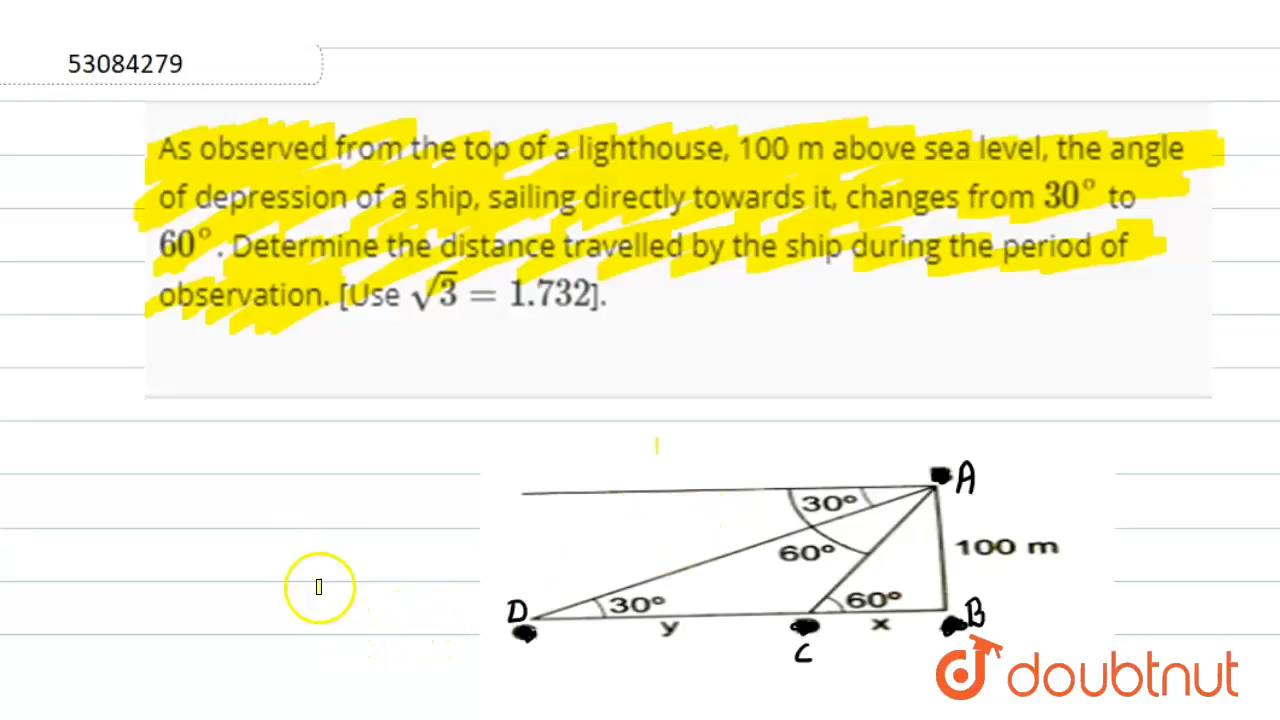 53084279
As observed from the top of a lighthouse, 100 m above sea level, the angle
of depression of a ship, sailing directly towards it, changes from 30° to
60° . Determine the distance travelled by the ship during the period of
observation. [Use √3 = 1.732].
A
30°
60°
100 m
D
30°
60°
B
y
x
C
doubtnut